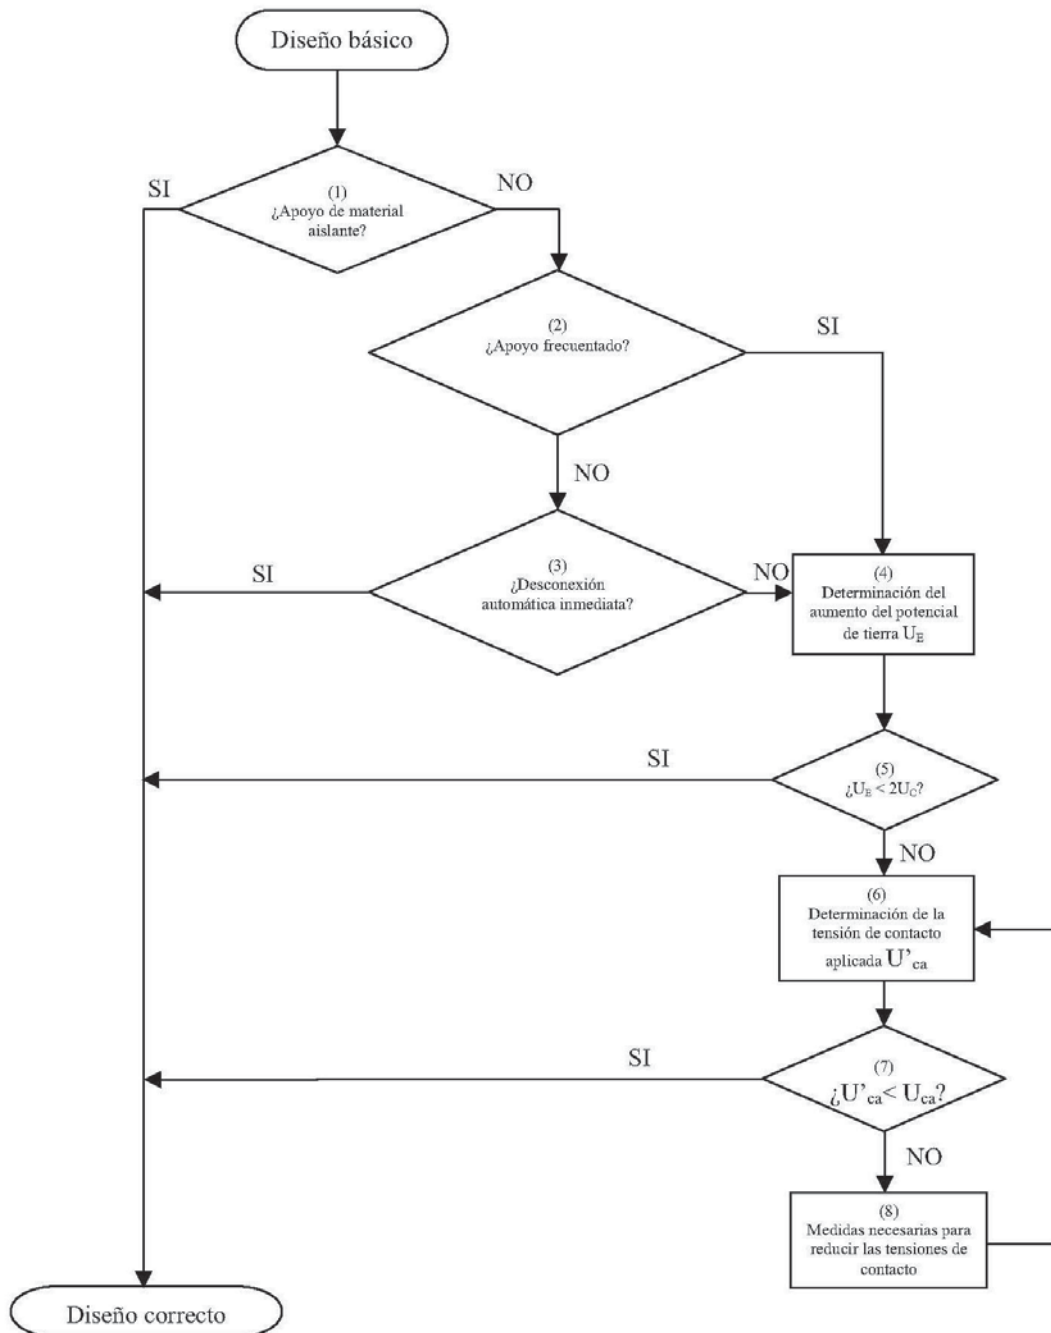 Diseño básico
SI
NO
(1)
¿Apoyo de material
aislante?
(2)
¿Apoyo frecuentado?
SI
NO
(3)
¿Desconexión
automática inmediata?
SI
NO
(4)
Determinación del
aumento del potencial
de tierra U_E
(5)
¿U_E < 2U_C?
SI
NO
(6)
Determinación de la
tensión de contacto
aplicada U'_ca
(7)
¿U'_ca< U_ca?
SI
NO
(8)
Medidas necesarias para
reducir las tensiones de
contacto
Diseño correcto